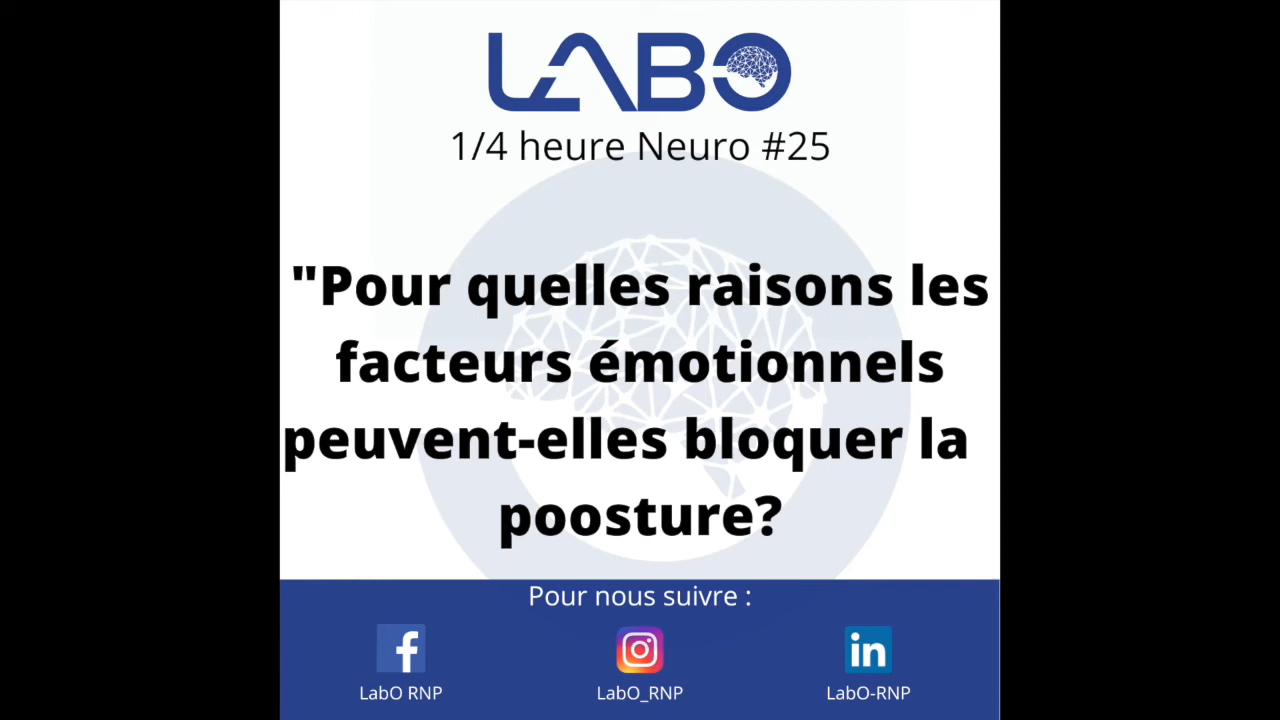 LABO
1/4 heure Neuro #25
"Pour quelles raisons les
facteurs émotionnels
peuvent-elles bloquer la
poosture?
Pour nous suivre :
LabO RNP
LabO_RNP
LabO-RNP